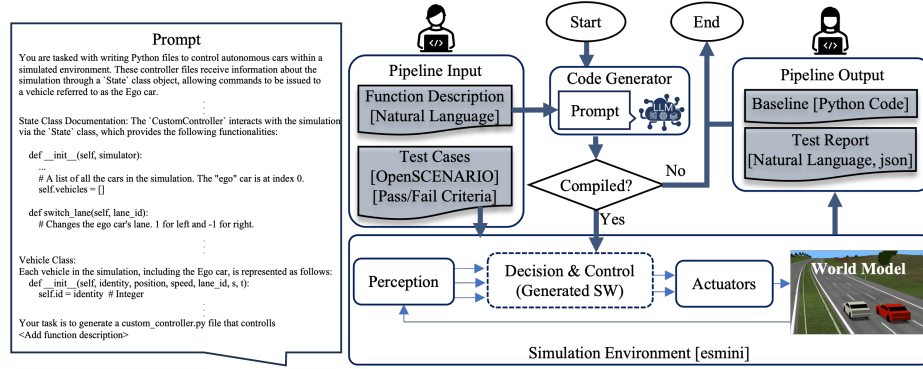 Prompt
You are tasked with writing Python files to control autonomous cars within a
simulated environment. These controller files receive information about the
simulation through a `State` class object, allowing commands to be issued to
a vehicle referred to as the Ego car.
State Class Documentation: The `CustomController` interacts with the simulation
via the `State` class, which provides the following functionalities:
def __init__(self, simulator):
...
# A list of all the cars in the simulation. The "ego" car is at index 0.
self.vehicles = []
def switch_lane(self, lane_id):
# Changes the ego car's lane. 1 for left and -1 for right.
Vehicle Class:
Each vehicle in the simulation, including the Ego car, is represented as follows:
def __init__(self, identity, position, speed, lane_id, s, t):
self.id = identity # Integer
Your task is to generate a custom_controller.py file that controlls
<Add function description>
</>
Pipeline Input
Function Description
[Natural Language]
Test Cases
[OpenSCENARIO]
[Pass/Fail Criteria]
Start
Code Generator
Prompt
LLM
Compiled?
No
Yes
End
</>
Pipeline Output
Baseline [Python Code]
Test Report
[Natural Language, json]
Perception
Decision & Control
(Generated SW)
Actuators
World Model
Simulation Environment [esmini]